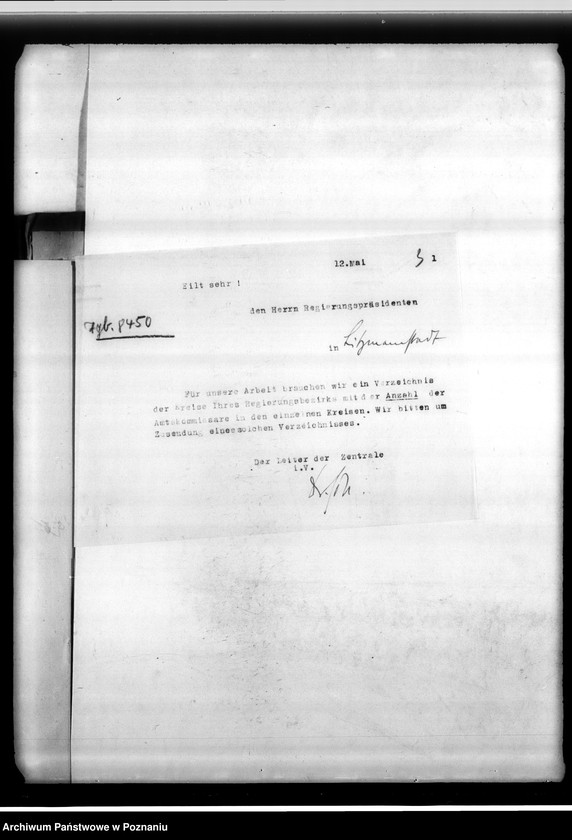 12.Mai 3 1
Eilt sehr !
den Herrn Regierungspräsidenten
Tgb. 8450
in Litzmannstadt
Für unsere Arbeit brauchen wir ein Verzeichnis
der Kreise Ihres Regierungsbezirks mit der Anzahl der
Amtskommissare in den einzelnen Kreisen. Wir bitten um
Zusendung eines solchen Verzeichnisses.
Der Leiter der Zentrale
i.V.
Archiwum Państwowe w Poznaniu